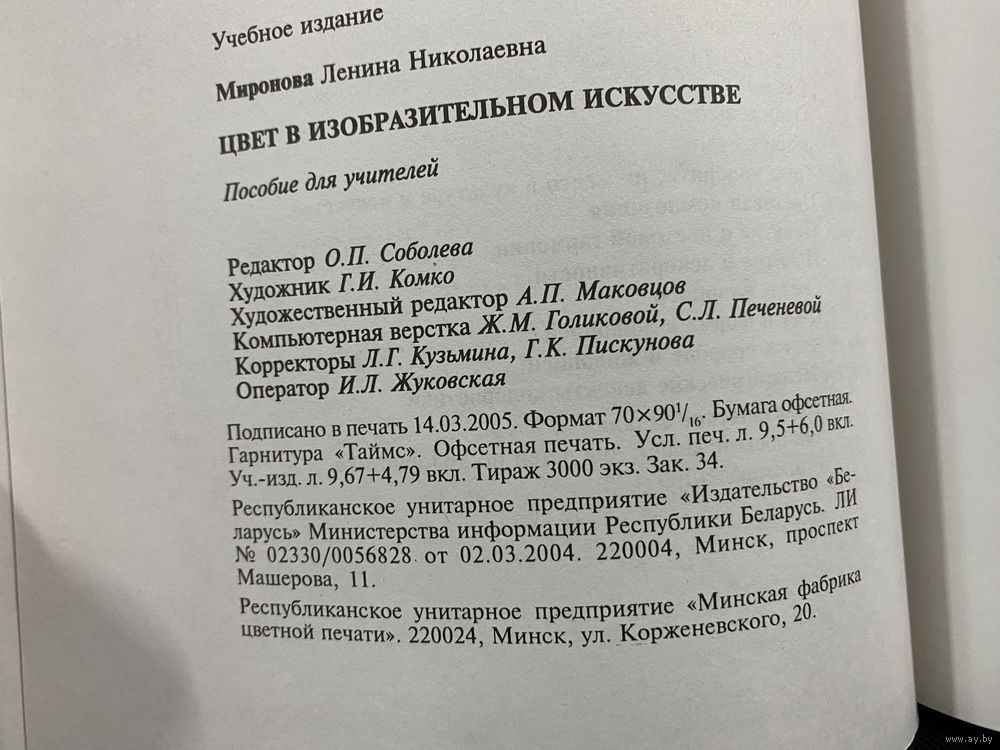 Учебное издание
Миронова Ленина Николаевна
ЦВЕТ В ИЗОБРАЗИТЕЛЬНОМ ИСКУССТВЕ
Пособие для учителей
Редактор О.П. Соболева
Художник Г.И. Комко
Художественный редактор А.П. Маковцов
Компьютерная верстка Ж.М. Голиковой, С.Л. Печеневой
Корректоры Л.Г. Кузьмина, Г.К. Пискунова
Оператор И.Л. Жуковская
Подписано в печать 14.03.2005. Формат 70×90¹/₁₆. Бумага офсетная.
Гарнитура «Таймс». Офсетная печать. Усл. печ. л. 9,5+6,0 вкл.
Уч.-изд. л. 9,67+4,79 вкл. Тираж 3000 экз. Зак. 34.
Республиканское унитарное предприятие «Издательство «Бе-
ларусь» Министерства информации Республики Беларусь. ЛИ
№ 02330/0056828 от 02.03.2004. 220004, Минск, проспект
Машерова, 11.
Республиканское унитарное предприятие «Минская фабрика
цветной печати». 220024, Минск, ул. Корженевского, 20.
www.ay.by